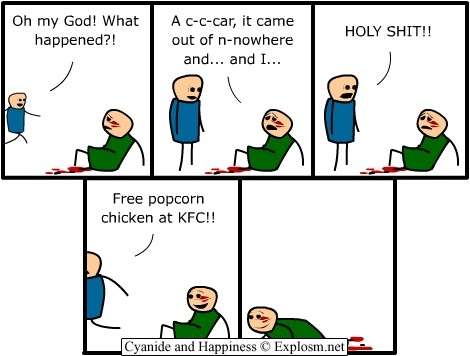 Oh my God! What
happened?!
A c-c-car, it came
out of n-nowhere
and... and I...
HOLY SHIT!!
Free popcorn
chicken at KFC!!
Cyanide and Happiness © Explosm.net